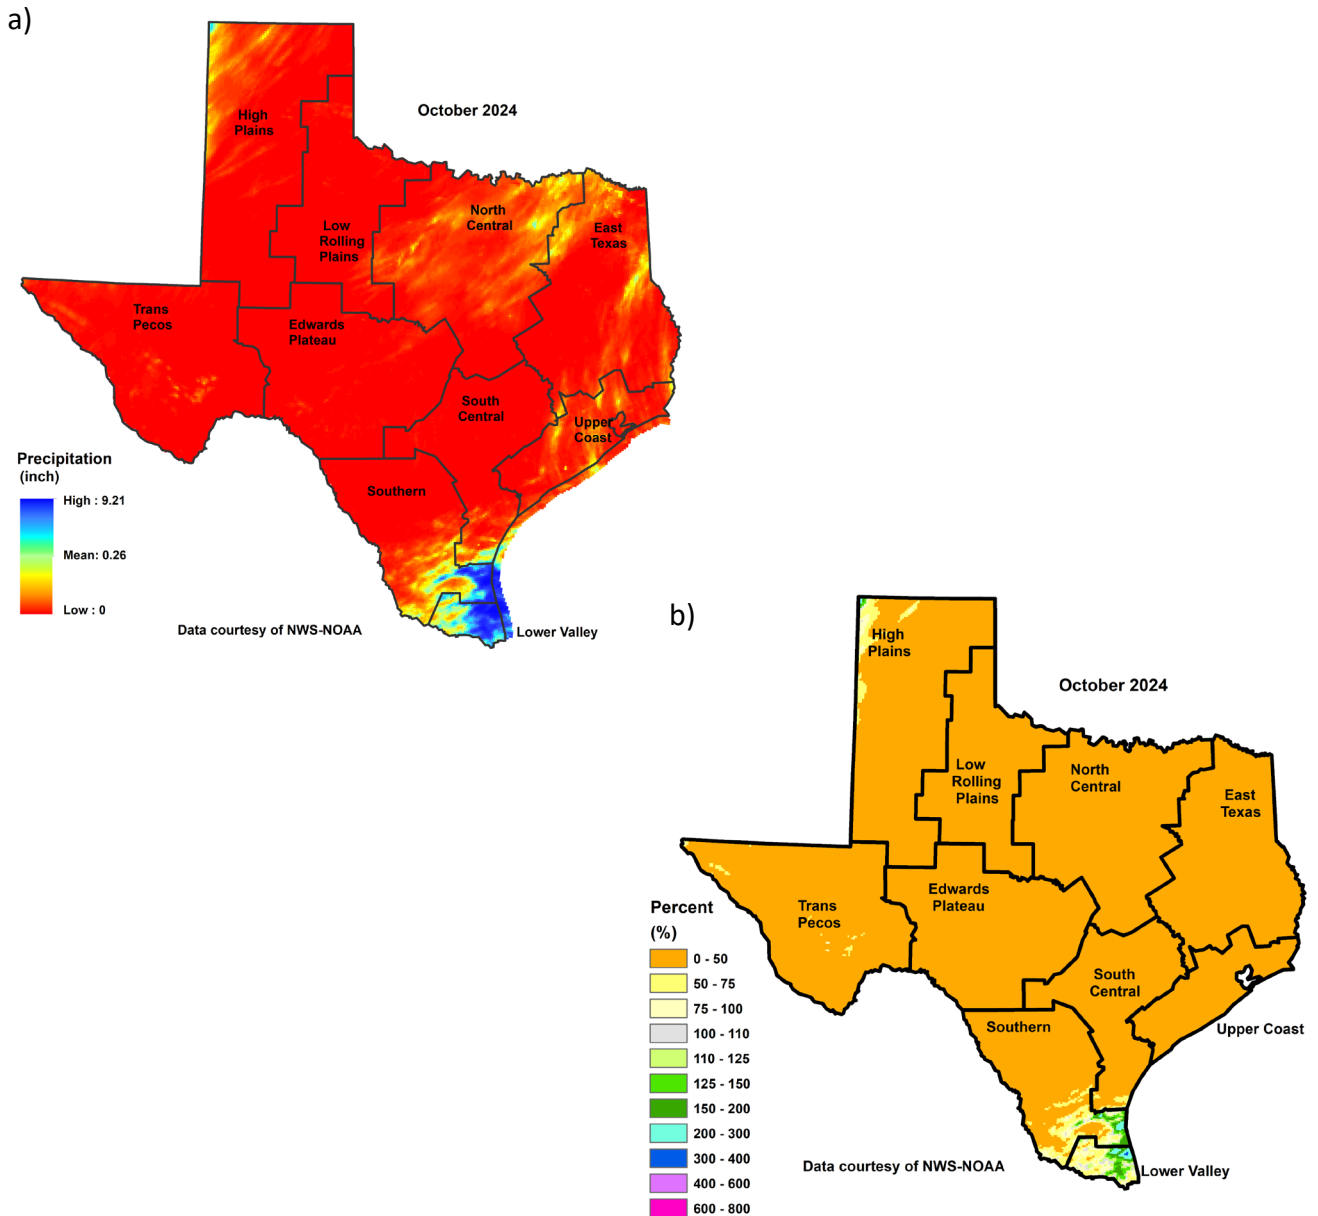 a)
October 2024
High
Plains
Low
Rolling
Plains
North
Central
East
Texas
Trans
Pecos
Edwards
Plateau
South
Central
Upper
Coast
Southern
Lower Valley
Precipitation
(inch)
High : 9.21
Mean: 0.26
Low : 0
Data courtesy of NWS-NOAA
b)
October 2024
High
Plains
Low
Rolling
Plains
North
Central
East
Texas
Trans
Pecos
Edwards
Plateau
South
Central
Southern
Upper Coast
Lower Valley
Percent
(%)
0 - 50
50 - 75
75 - 100
100 - 110
110 - 125
125 - 150
150 - 200
200 - 300
300 - 400
400 - 600
600 - 800
Data courtesy of NWS-NOAA